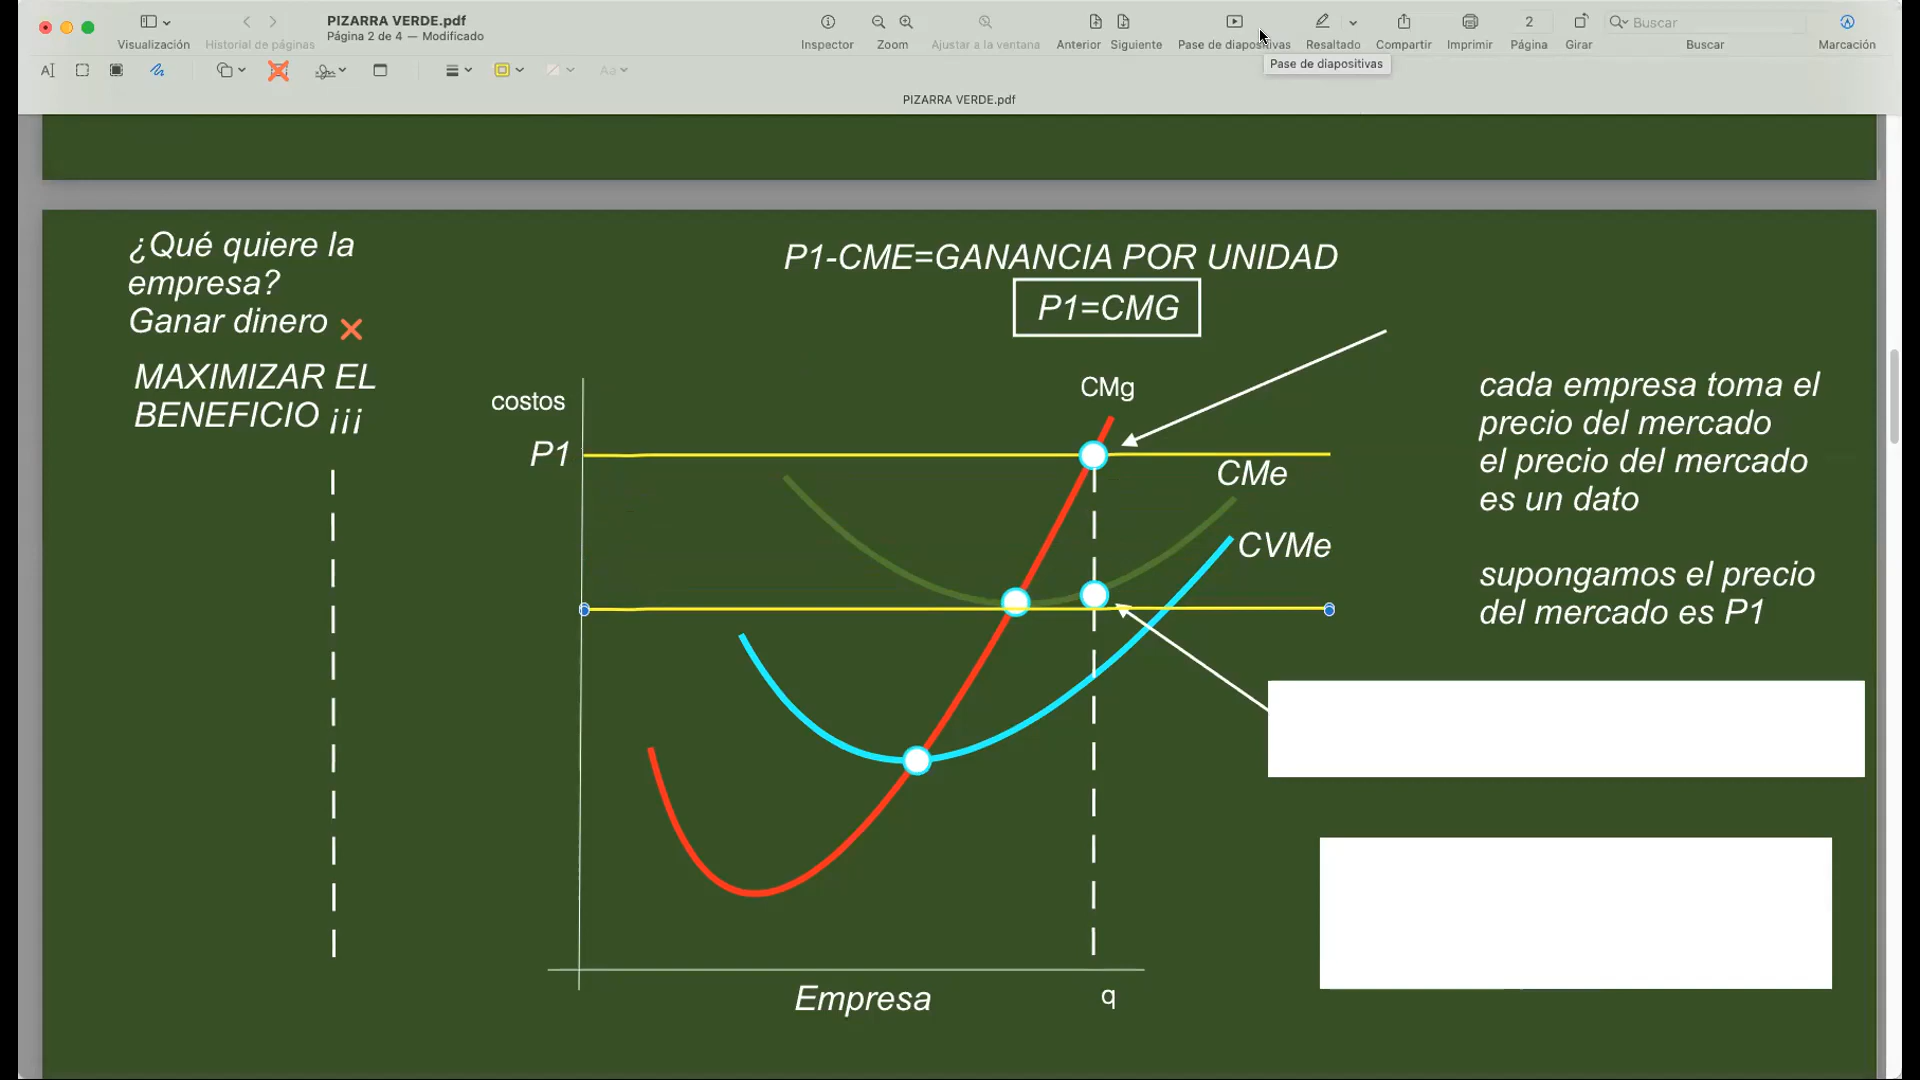 PIZARRA VERDE.pdf
Página 2 de 4 — Modificado
Visualización
Historial de páginas
Inspector
Zoom
Ajustar a la ventana
Anterior
Siguiente
Pase de diapositivas
Resaltado
Compartir
Imprimir
2
Página
Girar
Buscar
Buscar
Marcación
Pase de diapositivas
A
Aa
PIZARRA VERDE.pdf
¿Qué quiere la
empresa?
Ganar dinero
MAXIMIZAR EL
BENEFICIO ¡¡¡
P1-CME=GANANCIA POR UNIDAD
P1=CMG
costos
P1
CMg
CMe
CVMe
Empresa
q
cada empresa toma el
precio del mercado
el precio del mercado
es un dato
supongamos el precio
del mercado es P1